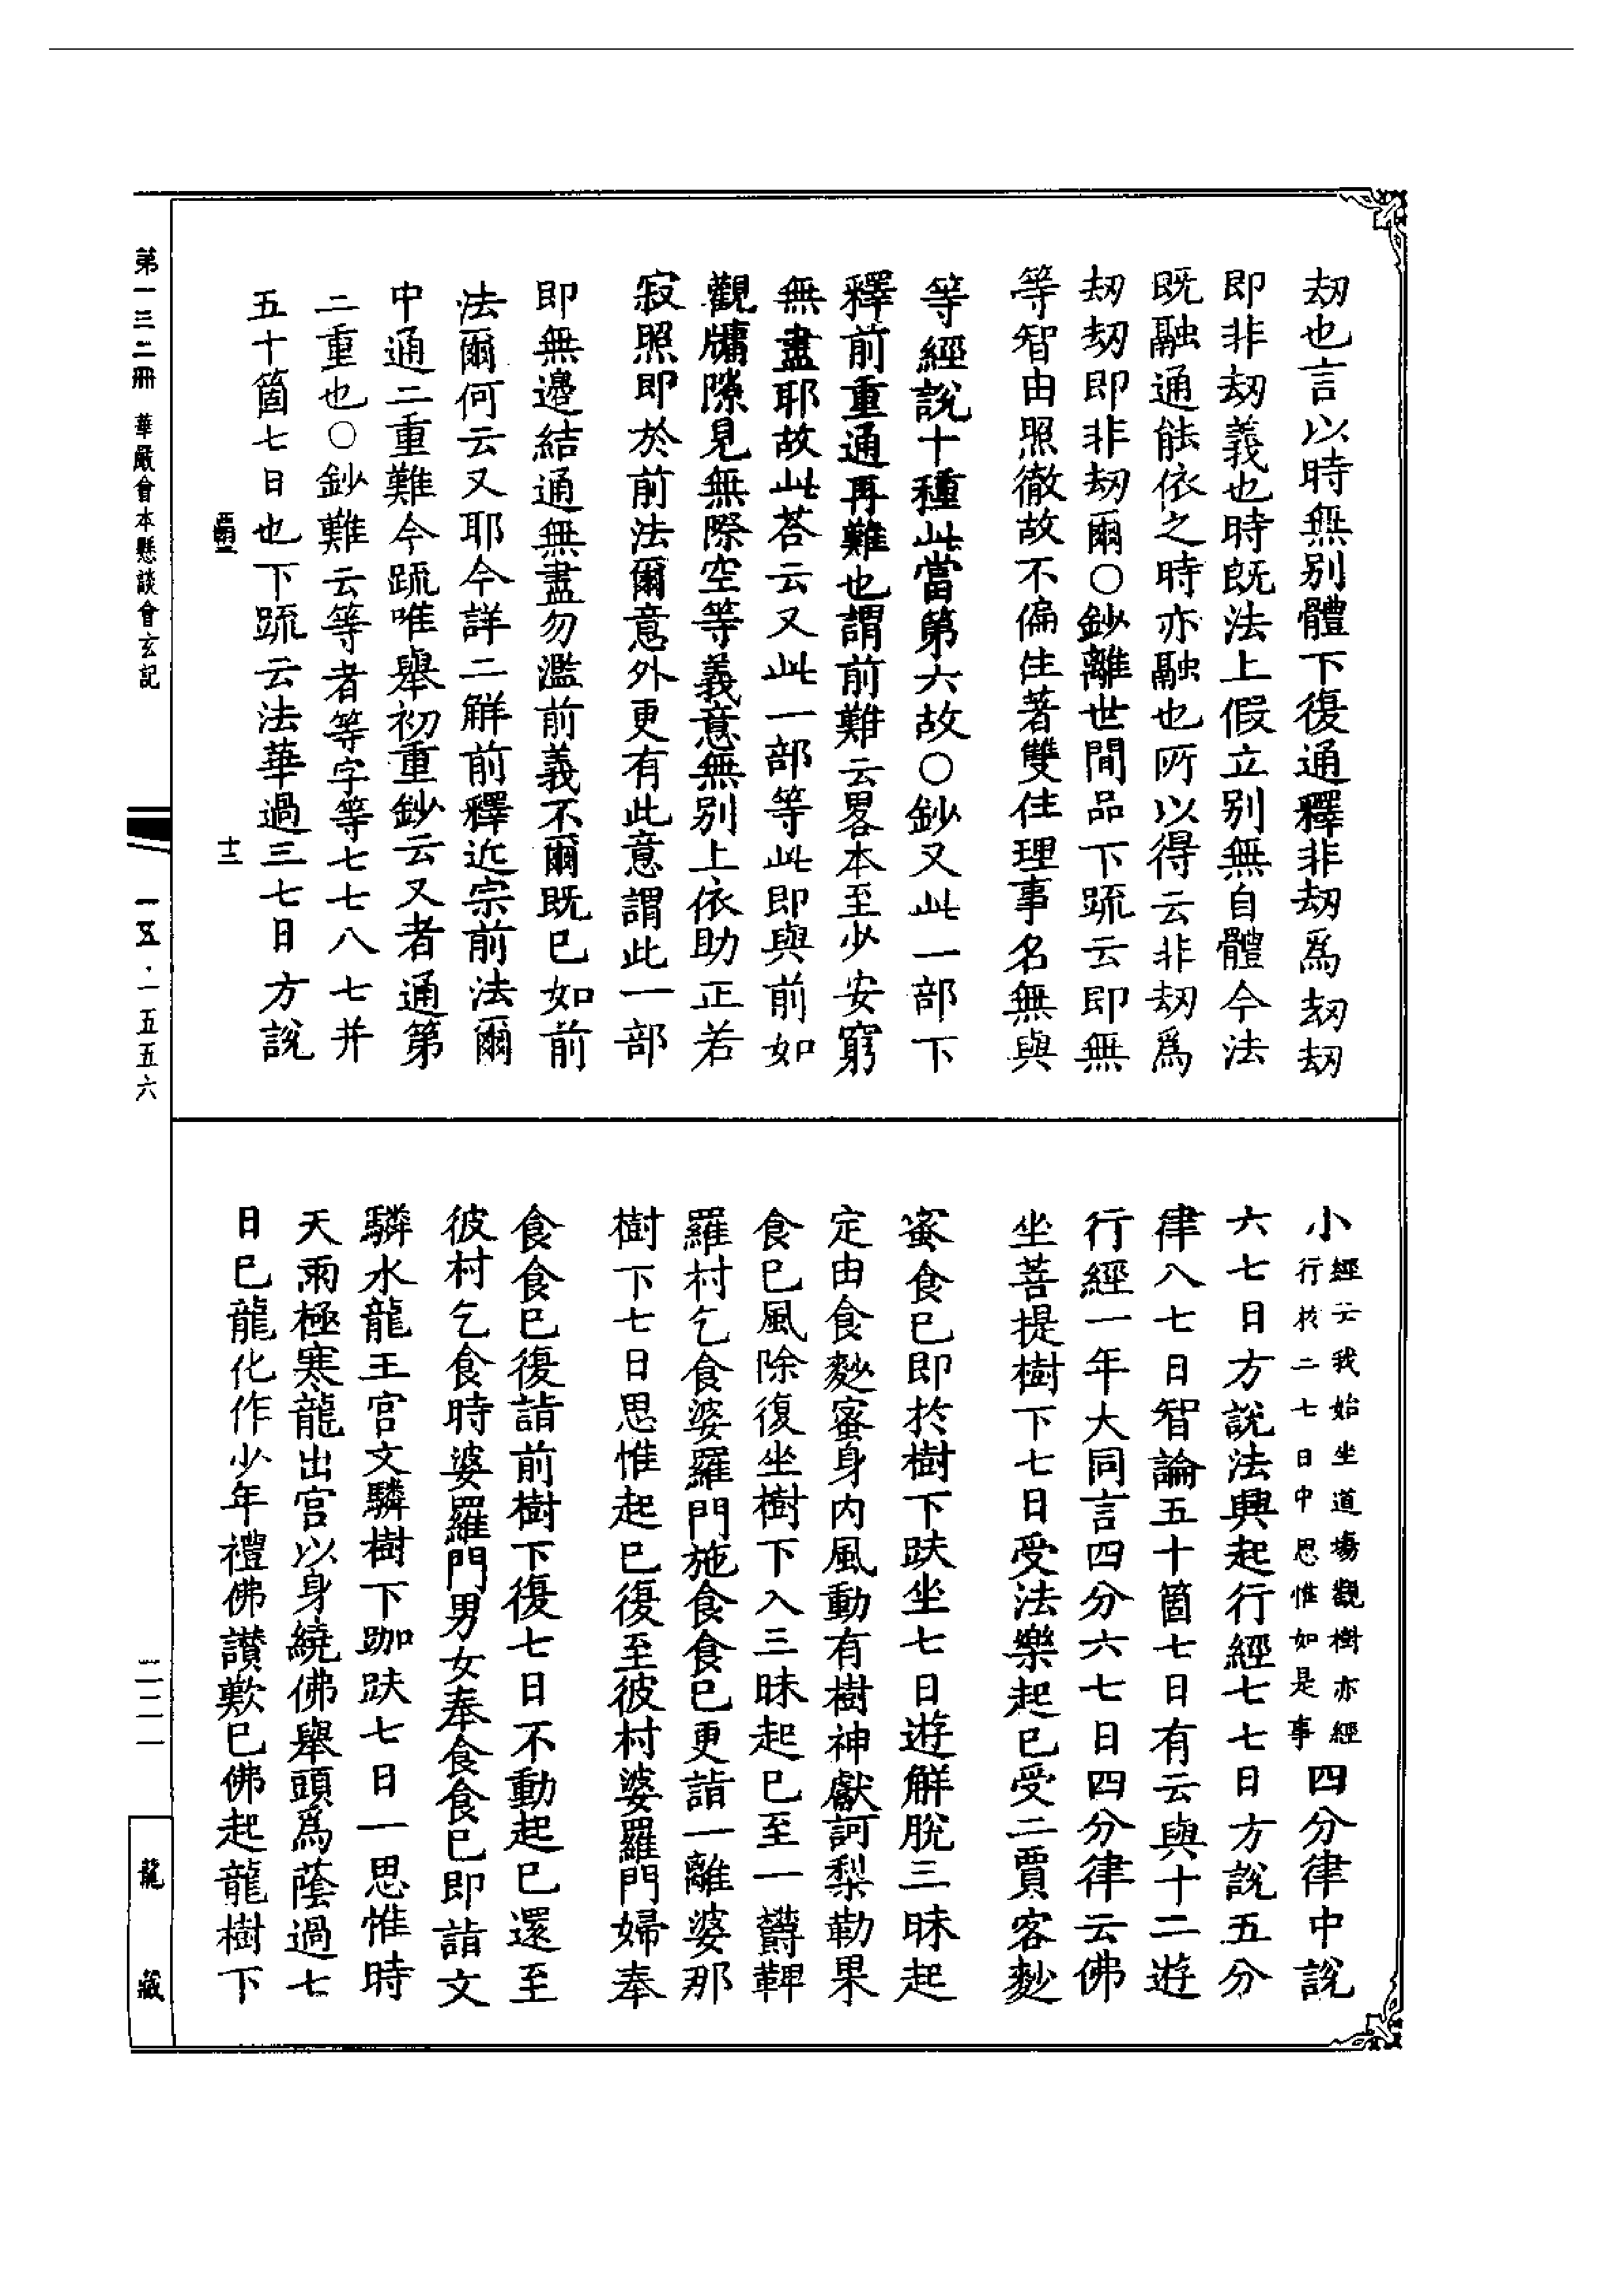 劫也言以時無别體下復通釋非劫爲劫劫
即非劫義也時既法上假立别無自體今法
既融通能依之時亦融也所以得云非劫爲
劫劫即非劫爾○鈔離世間品下疏云即無
等智由照徹故不偏住著雙住理事名無與
等經說十種此當第六故○鈔又此一部下
釋前重通再難也謂前難云畧本至少安窮
無盡耶故此荅云又此一部等此即與前如
觀牖隙見無際空等義意無别上依助正若
寂照即於前法爾意外更有此意謂此一部
即無邊結通無盡勿濫前義不爾既已如前
法爾何云又耶今詳二解前釋近宗前法爾
中通二重難今疏唯舉初重鈔云又者通第
二重也○鈔難云等者等字等七七八七并
五十箇七日也下疏云法華過三七日方說
十三
小經云我始坐道場觀樹亦經行於二七日中思惟如是事四分律中說
六七日方說法興起行經七七日方說五分
律八七日智論五十箇七日有云與十二遊
行經一年大同言四分六七日四分律云佛
坐菩提樹下七日受法樂起已受二賈客麨
蜜食已即於樹下趺坐七日遊解脫三昧起
定由食麨蜜身内風動有樹神獻訶梨勒果
食已風除復坐樹下入三昧起已至一欝鞞
羅村乞食婆羅門施食食已更詣一離婆那
樹下七日思惟起已復至彼村婆羅門婦奉
食食已復詣前樹下復七日不動起已還至
彼村乞食時婆羅門男女奉食食已即詣文
驎水龍王宮文驎樹下跏趺七日一思惟時
天雨極寒龍出宮以身繞佛舉頭爲蔭過七
日已龍化作少年禮佛讃歎已佛起龍樹下
第一三二冊 華嚴會本懸談會玄記
一五五·一五五六
二二一
龍藏